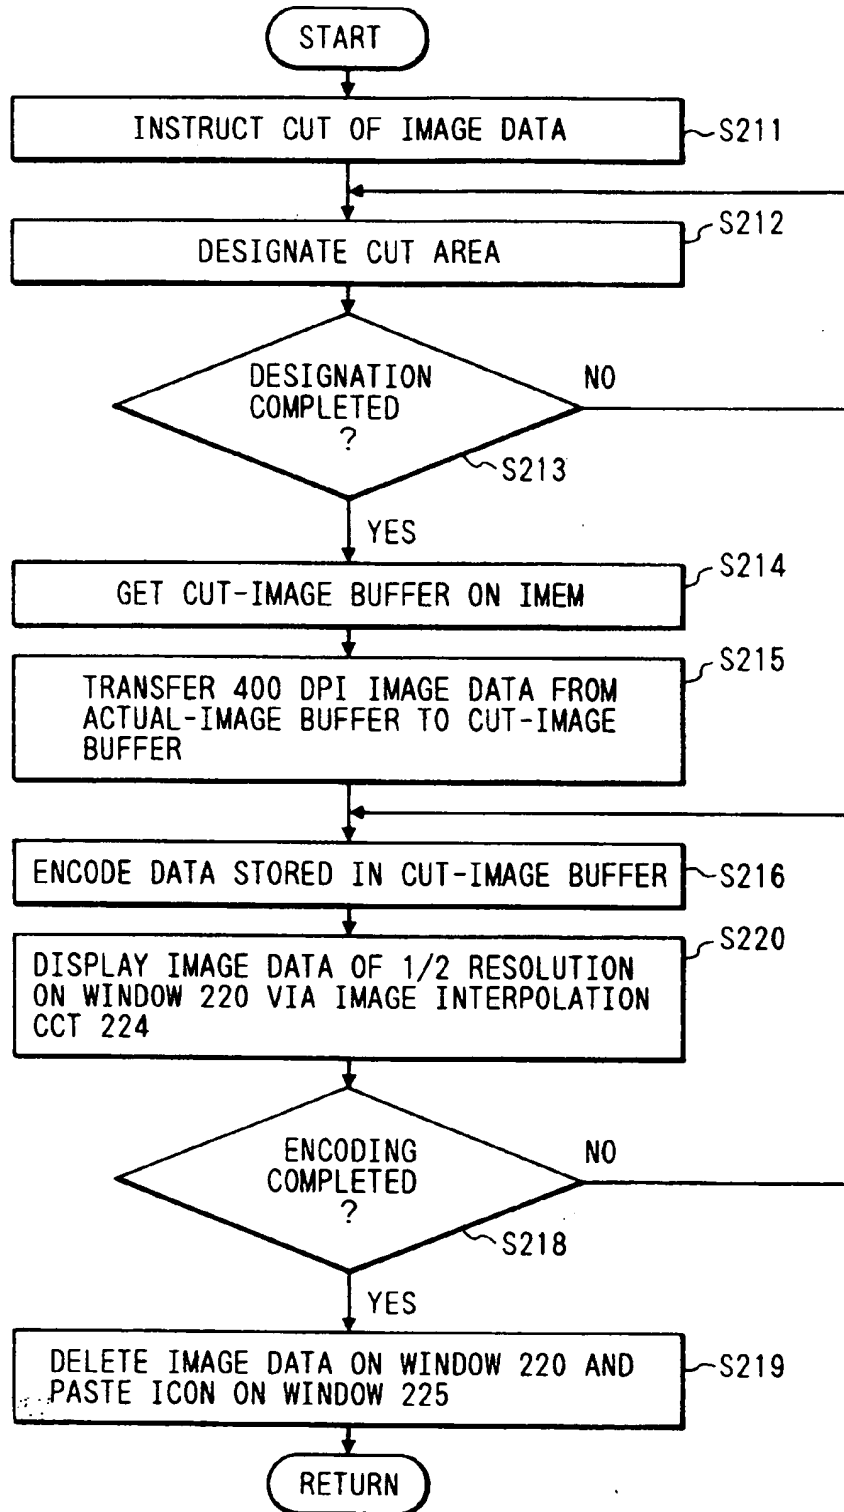 START
INSTRUCT CUT OF IMAGE DATA
S211
S212
DESIGNATE CUT AREA
DESIGNATION
COMPLETED
?
NO
S213
YES
S214
GET CUT-IMAGE BUFFER ON IMEM
S215
TRANSFER 400 DPI IMAGE DATA FROM
ACTUAL-IMAGE BUFFER TO CUT-IMAGE
BUFFER
ENCODE DATA STORED IN CUT-IMAGE BUFFER
S216
S220
DISPLAY IMAGE DATA OF 1/2 RESOLUTION
ON WINDOW 220 VIA IMAGE INTERPOLATION
CCT 224
ENCODING
COMPLETED
?
NO
S218
YES
DELETE IMAGE DATA ON WINDOW 220 AND
PASTE ICON ON WINDOW 225
S219
RETURN